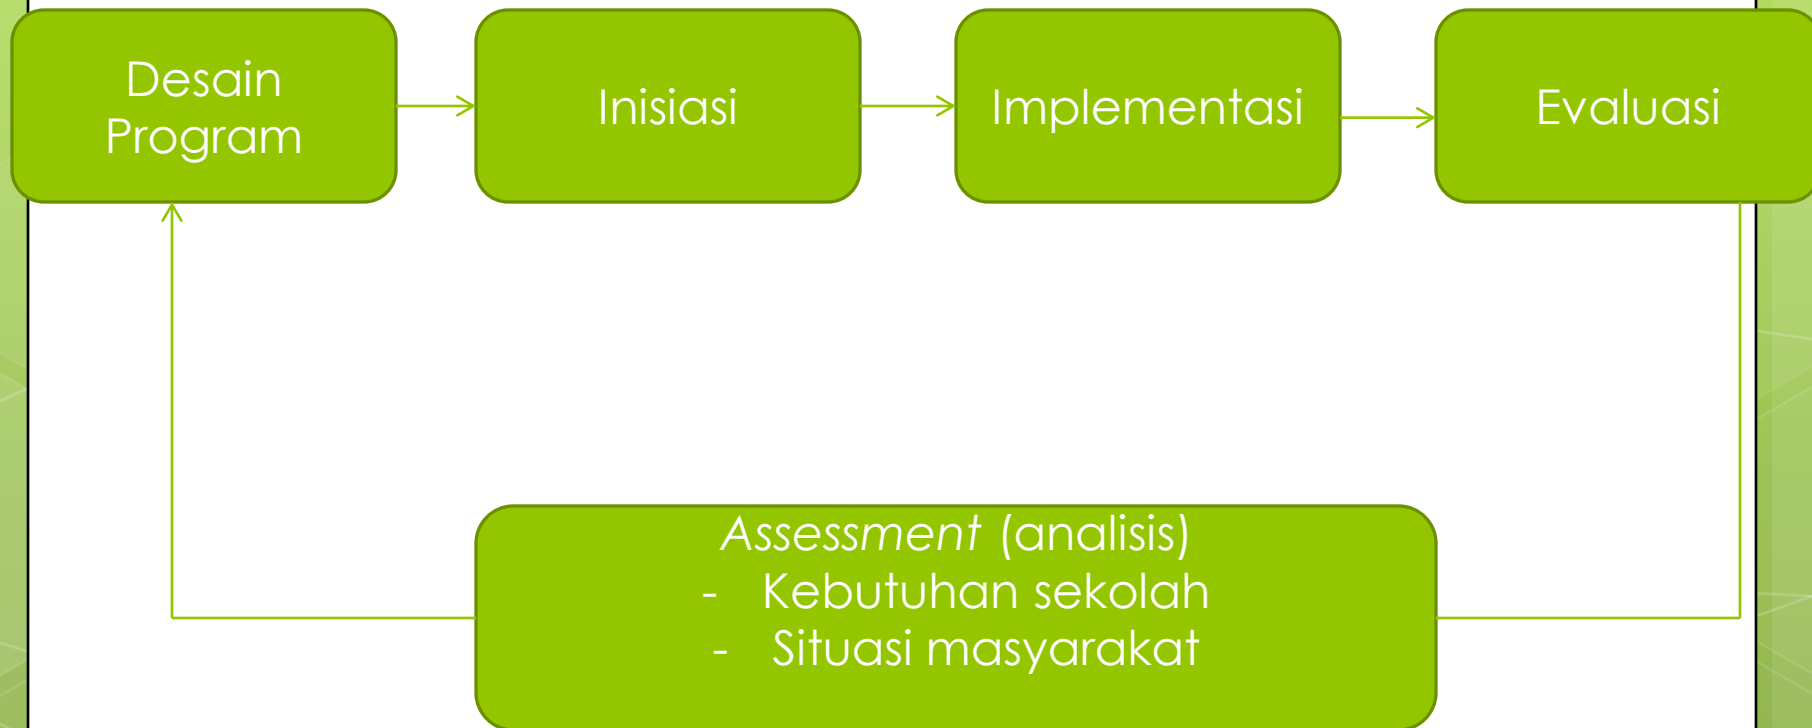 Desain
Program
Inisiasi
Implementasi
Evaluasi
Assessment (analisis)
- Kebutuhan sekolah
- Situasi masyarakat